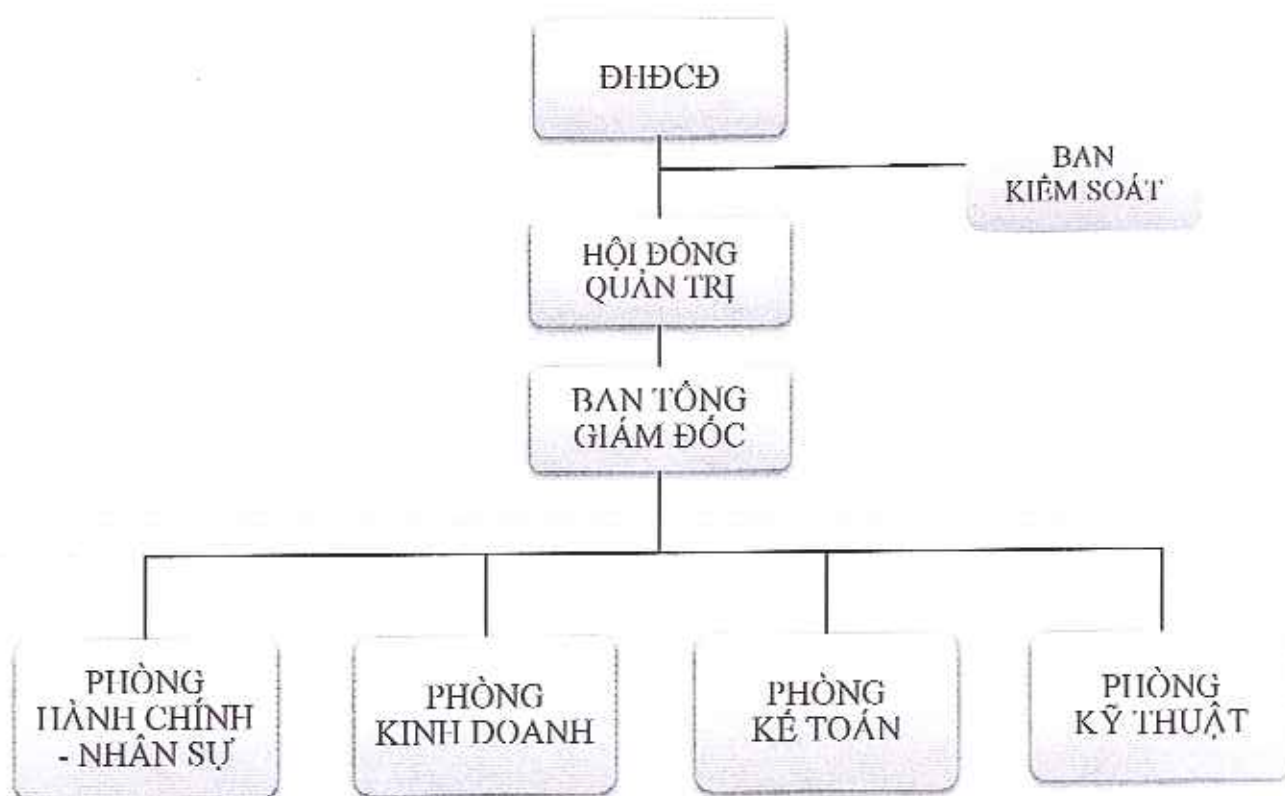 ĐHĐCĐ
BAN
KIỂM SOÁT
HỘI ĐỒNG
QUẢN TRỊ
BAN TỔNG
GIÁM ĐỐC
PHÒNG
HÀNH CHÍNH
- NHÂN SỰ
PHÒNG
KINH DOANH
PHÒNG
KẾ TOÁN
PHÒNG
KỸ THUẬT